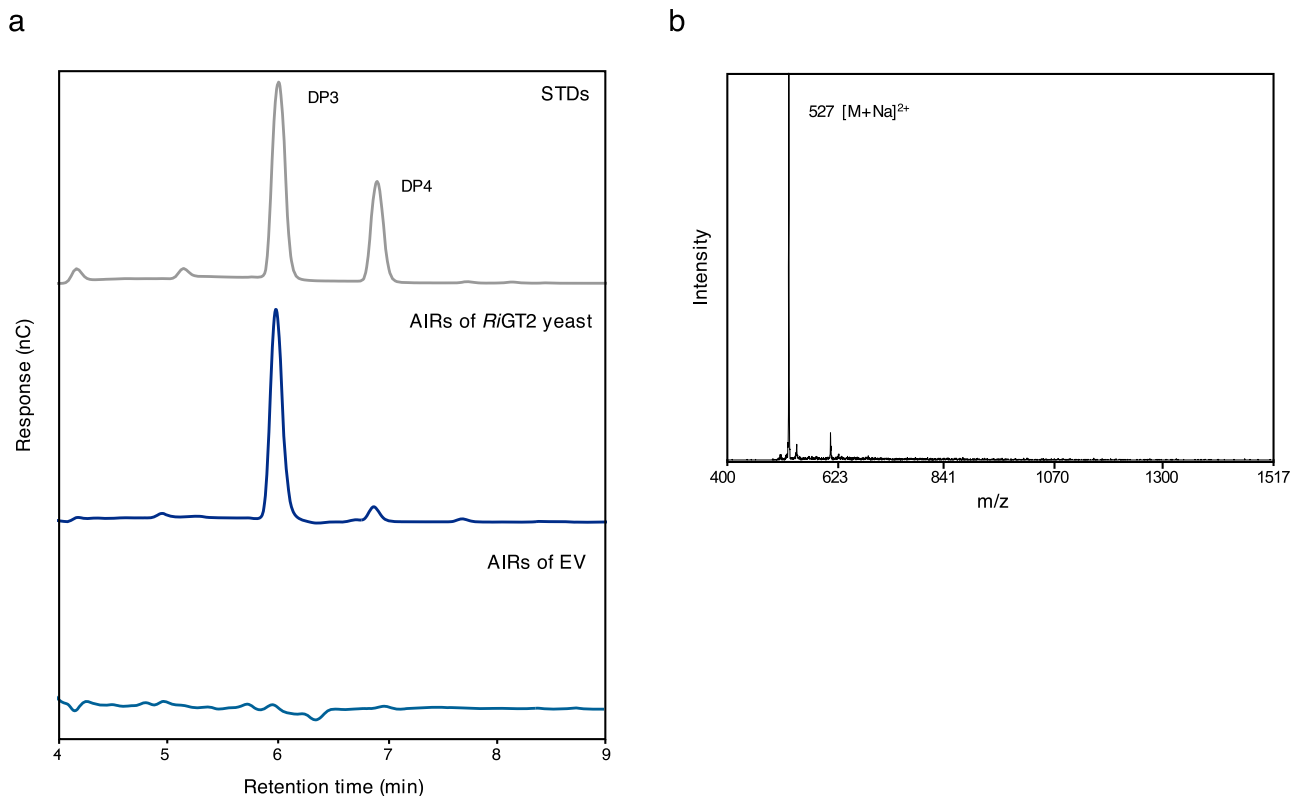 a
STDs
DP3
DP4
AIRs of RiGT2 yeast
AIRs of EV
Response (nC)
4 5 6 7 8 9
Retention time (min)
b
527 [M+Na]²⁺
Intensity
400 623 841 1070 1300 1517
m/z